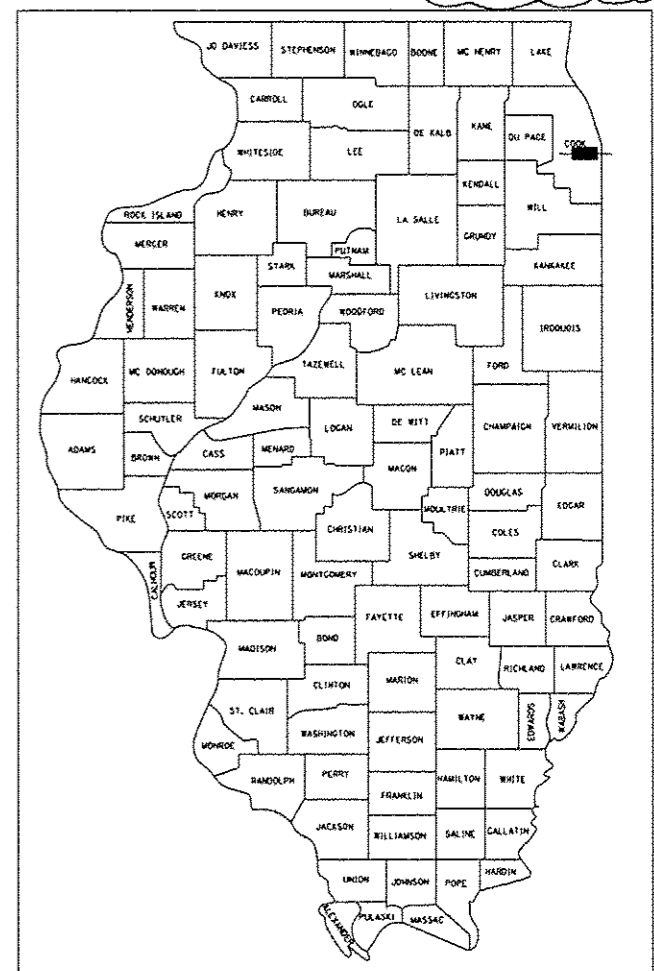 JO DAVIESS
STEPHENSON
WINNEBAGO
BOONE
MC HENRY
LAKE
CARROLL
OGLE
DE KALB
KANE
DU PAGE
COOK
WHITESIDE
LEE
KENDALL
WILL
ROCK ISLAND
HENRY
BUREAU
LA SALLE
GRUNDY
MERCER
PUTNAM
STARK
MARSHALL
KANKAKEE
HENDERSON
WARREN
KNOX
PEORIA
WOODFORD
LIVINGSTON
IROQUOIS
HANCOCK
MC DONOUGH
FULTON
TAZEWELL
MC LEAN
FORD
SCHUYLER
MASON
LOGAN
DE WITT
CHAMPAIGN
VERMILION
ADAMS
BROWN
CASS
MENARD
MACON
PIATT
PIKE
SCOTT
MORGAN
SANGAMON
CHRISTIAN
MOULTRIE
DOUGLAS
COLES
EDGAR
CALHOUN
GREENE
MACOUPIN
MONTGOMERY
SHELBY
CUMBERLAND
CLARK
JERSEY
FAYETTE
EFFINGHAM
JASPER
CRAWFORD
MADISON
BOND
CLAY
RICHLAND
LAWRENCE
CLINTON
MARION
ST. CLAIR
WAYNE
EDWARDS
WABASH
MONROE
WASHINGTON
JEFFERSON
RANDOLPH
PERRY
HAMILTON
WHITE
FRANKLIN
JACKSON
WILLIAMSON
SALINE
GALLATIN
UNION
JOHNSON
POPE
HARDIN
ALEXANDER
PULASKI
MASSAC